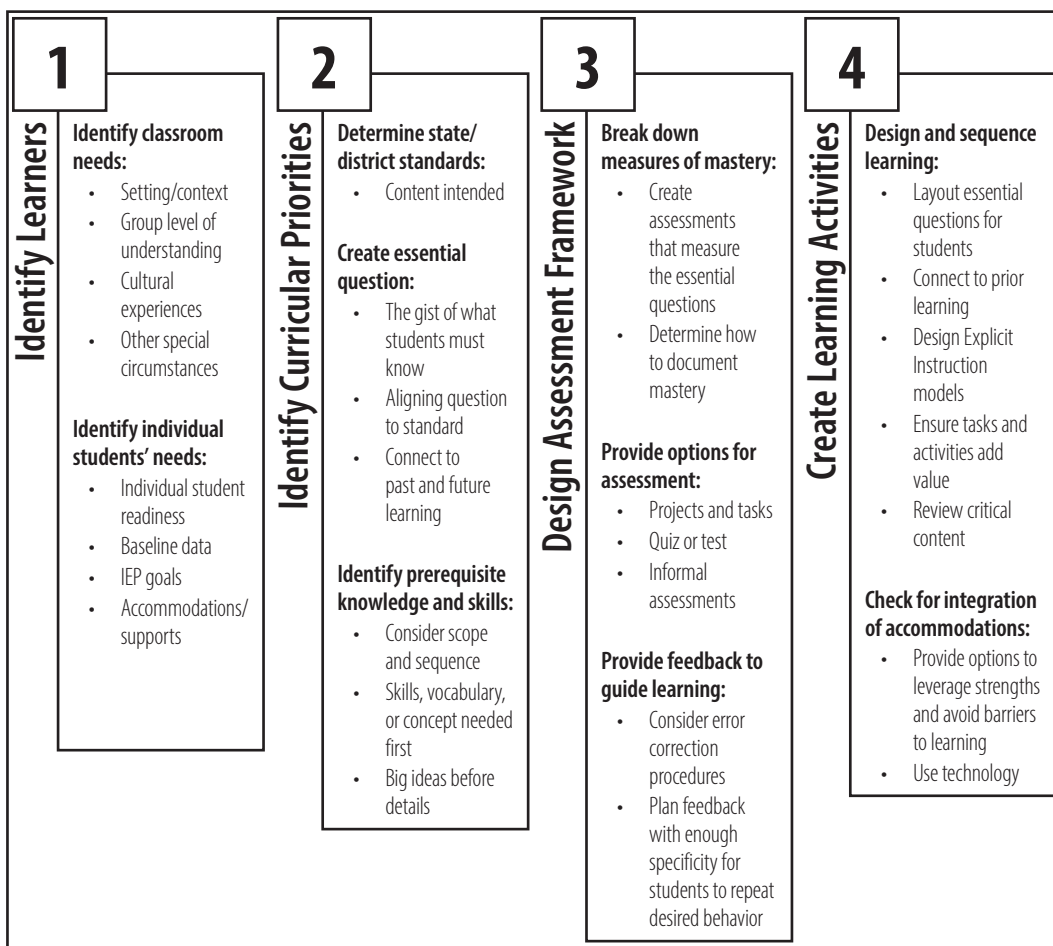 1
Identify Learners
Identify classroom
needs:
• Setting/context
• Group level of
understanding
• Cultural
experiences
• Other special
circumstances
Identify individual
students’ needs:
• Individual student
readiness
• Baseline data
• IEP goals
• Accommodations/
supports
2
Identify Curricular Priorities
Determine state/
district standards:
• Content intended
Create essential
question:
• The gist of what
students must
know
• Aligning question
to standard
• Connect to
past and future
learning
Identify prerequisite
knowledge and skills:
• Consider scope
and sequence
• Skills, vocabulary,
or concept needed
first
• Big ideas before
details
3
Design Assessment Framework
Break down
measures of mastery:
• Create
assessments
that measure
the essential
questions
• Determine how
to document
mastery
Provide options for
assessment:
• Projects and tasks
• Quiz or test
• Informal
assessments
Provide feedback to
guide learning:
• Consider error
correction
procedures
• Plan feedback
with enough
specificity for
students to repeat
desired behavior
4
Create Learning Activities
Design and sequence
learning:
• Layout essential
questions for
students
• Connect to prior
learning
• Design Explicit
Instruction
models
• Ensure tasks and
activities add
value
• Review critical
content
Check for integration
of accommodations:
• Provide options to
leverage strengths
and avoid barriers
to learning
• Use technology